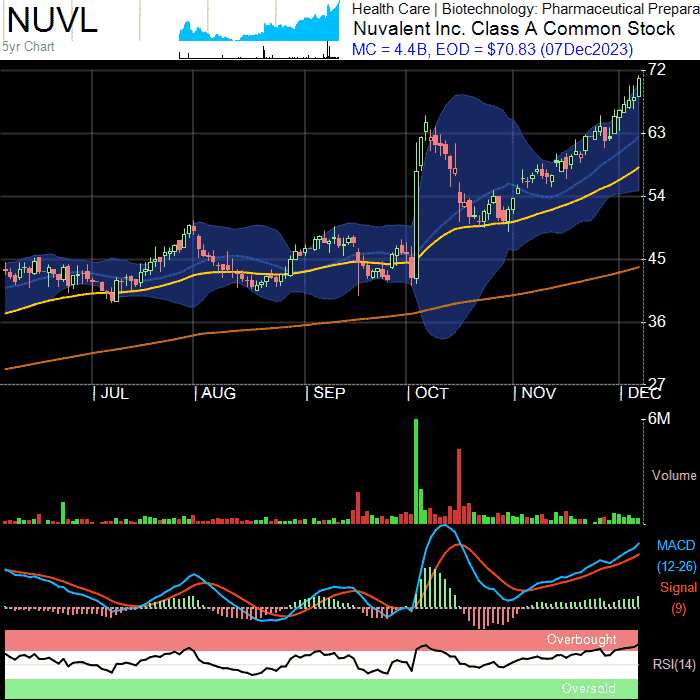 NUVL
5yr Chart
Health Care | Biotechnology: Pharmaceutical Prepara
Nuvalent Inc. Class A Common Stock
MC = 4.4B, EOD = $70.83 (07Dec2023)
72
63
54
45
36
27
| JUL | AUG | SEP | OCT | NOV | DEC
6M
Volume
MACD
(12-26)
Signal
(9)
Overbought
RSI(14)
Oversold